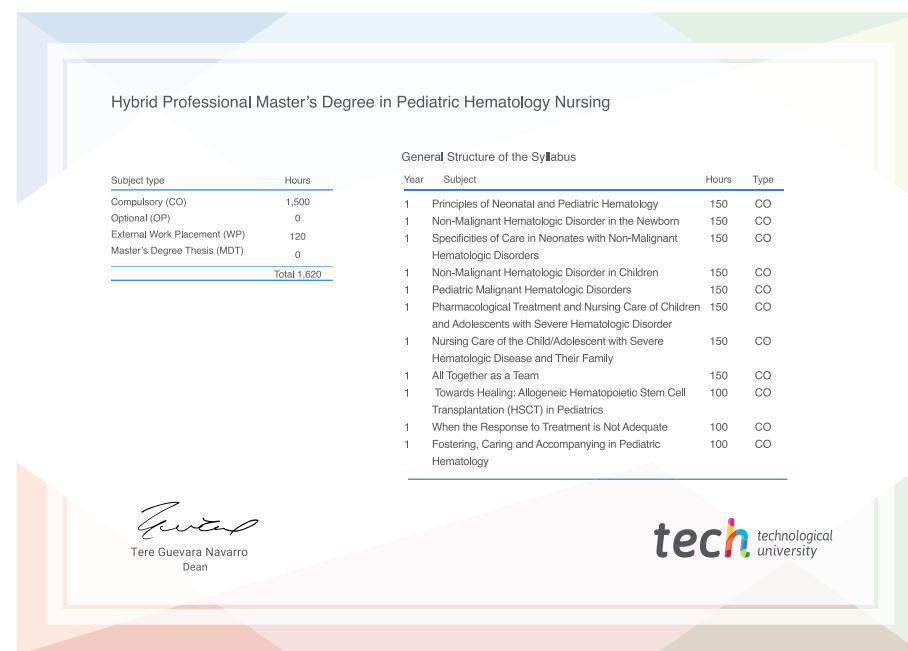 Hybrid Professional Master's Degree in Pediatric Hematology Nursing
Subject type Hours
Compulsory (CO) 1,500
Optional (OP) 0
External Work Placement (WP) 120
Master's Degree Thesis (MDT) 0
Total 1,620
General Structure of the Syllabus
Year Subject Hours Type
1 Principles of Neonatal and Pediatric Hematology 150 CO
1 Non-Malignant Hematologic Disorder in the Newborn 150 CO
1 Specificities of Care in Neonates with Non-Malignant 150 CO
Hematologic Disorders
1 Non-Malignant Hematologic Disorder in Children 150 CO
1 Pediatric Malignant Hematologic Disorders 150 CO
1 Pharmacological Treatment and Nursing Care of Children 150 CO
and Adolescents with Severe Hematologic Disorder
1 Nursing Care of the Child/Adolescent with Severe 150 CO
Hematologic Disease and Their Family
1 All Together as a Team 150 CO
1 Towards Healing: Allogeneic Hematopoietic Stem Cell 100 CO
Transplantation (HSCT) in Pediatrics
1 When the Response to Treatment is Not Adequate 100 CO
1 Fostering, Caring and Accompanying in Pediatric 100 CO
Hematology
Tere Guevara Navarro
Dean
tech technological
university